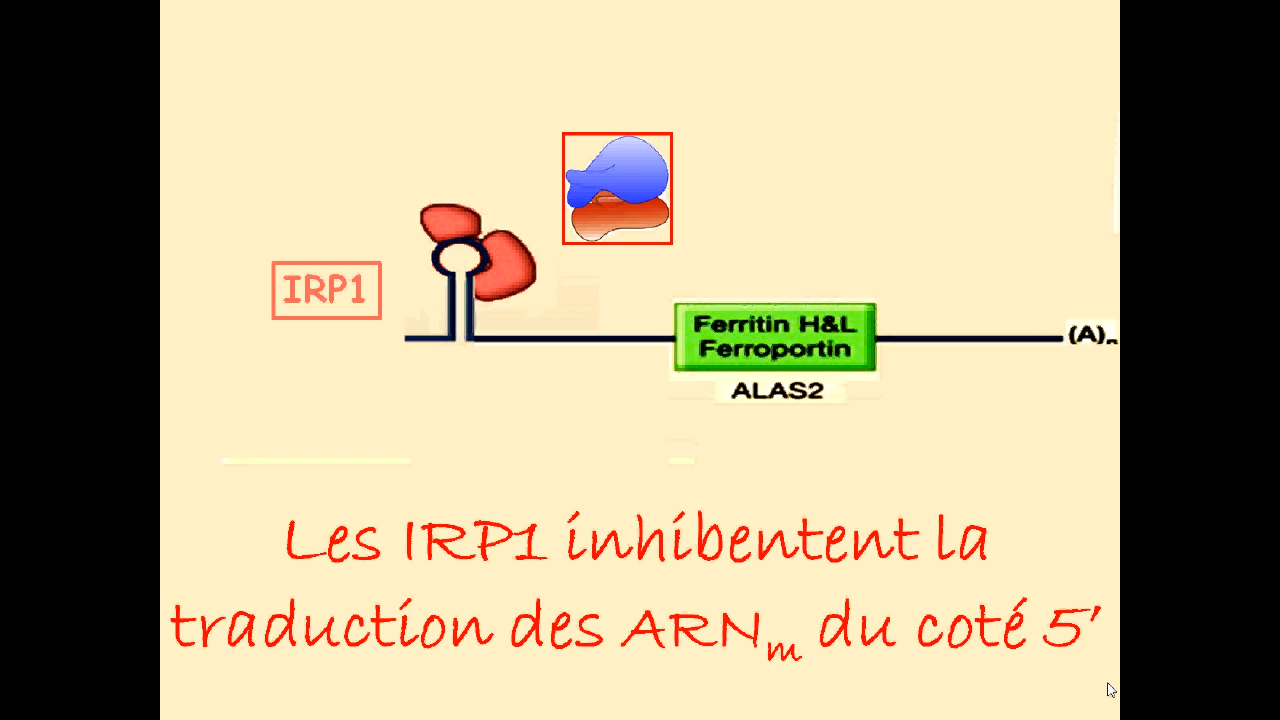 IRP1
Ferritin H&L
Ferroportin
(A)n
ALAS2
Les IRP1 inhibentent la
traduction des ARNm du coté 5'